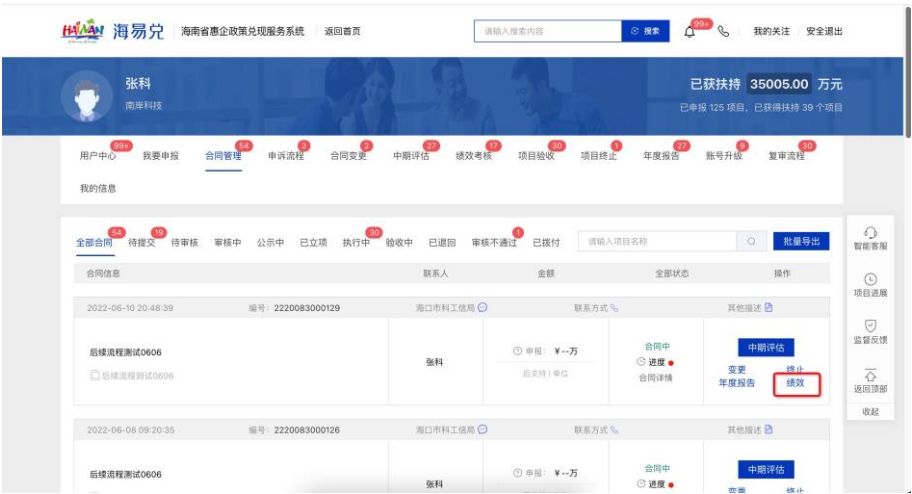 HAINAN 海易兑 海南省惠企政策兑现服务系统 返回首页 请输入搜索内容 搜索 99+ 我的关注 安全退出
张科 已获扶持 35005.00 万元
南岸科技 已申报 125 项目，已获得扶持 39 个项目
用户中心 99+ 我要申报 合同管理 54 申诉流程 2 合同变更 2 中期评估 27 绩效考核 17 项目验收 30 项目终止 1 年度报告 27 账号升级 9 复审流程 30
我的信息
全部合同 54 待提交 19 待审核 审核中 公示中 已立项 执行中 30 验收中 已退回 审核不通过 1 已拨付 请输入项目名称 批量导出
合同信息 联系人 金额 全部状态 操作
2022-06-10 20:48:39 编号：2220083000129 海口市科工信局 联系方式 其他描述
后续流程测试0606 张科 申报：￥--万 合同中 中期评估
后续流程测试0606 后支持 | 单位 进度 变更 终止
合同详情 年度报告 绩效
2022-06-08 09:20:35 编号：2220083000126 海口市科工信局 联系方式 其他描述
后续流程测试0606 张科 申报：￥--万 合同中 中期评估
进度 变更 终止
智能客服
项目进展
监督反馈
返回顶部
收起